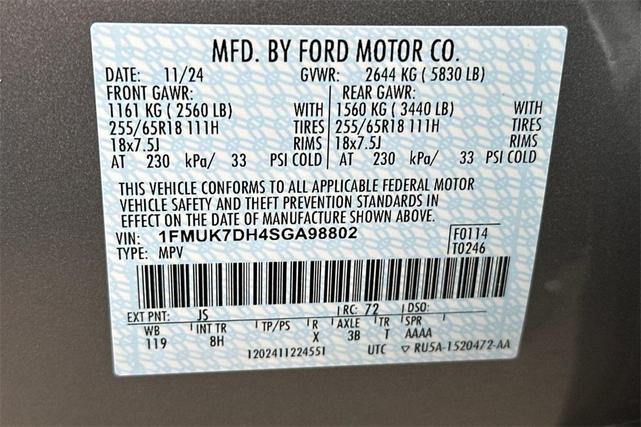 MFD. BY FORD MOTOR CO.
DATE: 11/24 GVWR: 2644 KG ( 5830 LB)
FRONT GAWR: REAR GAWR:
1161 KG ( 2560 LB) WITH 1560 KG ( 3440 LB) WITH
255/65R18 111H TIRES 255/65R18 111H TIRES
18x7.5J RIMS 18x7.5J RIMS
AT 230 kPa/ 33 PSI COLD AT 230 kPa/ 33 PSI COLD
THIS VEHICLE CONFORMS TO ALL APPLICABLE FEDERAL MOTOR
VEHICLE SAFETY AND THEFT PREVENTION STANDARDS IN
EFFECT ON THE DATE OF MANUFACTURE SHOWN ABOVE.
VIN: 1FMUK7DH4SGA98802 F0114
TYPE: MPV T0246
EXT PNT: JS RC: 72 DSO:
WB INT TR TP/PS R AXLE TR SPR
119 8H X 3B T AAAA
1202411224551 UTC ▽ RU5A-1520472-AA